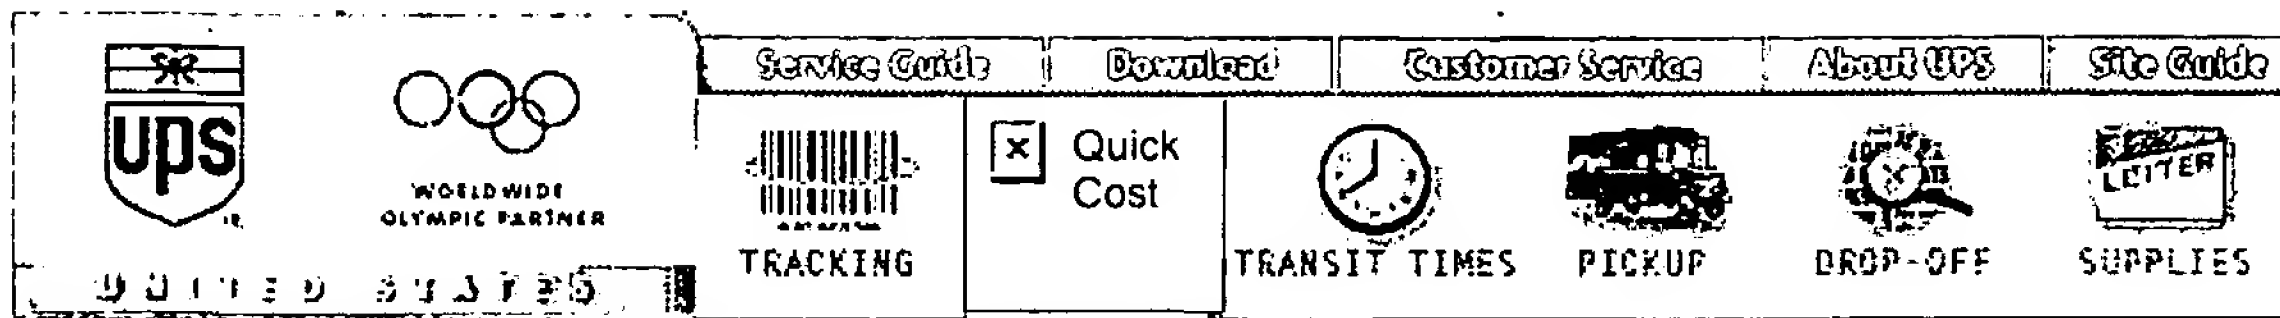 Service Guide
Download
Customer Service
About UPS
Site Guide
ups
WORLDWIDE
OLYMPIC PARTNER
UNITED STATES
TRACKING
x Quick
Cost
TRANSIT TIMES
PICKUP
DROP-OFF
LETTER
SUPPLIES